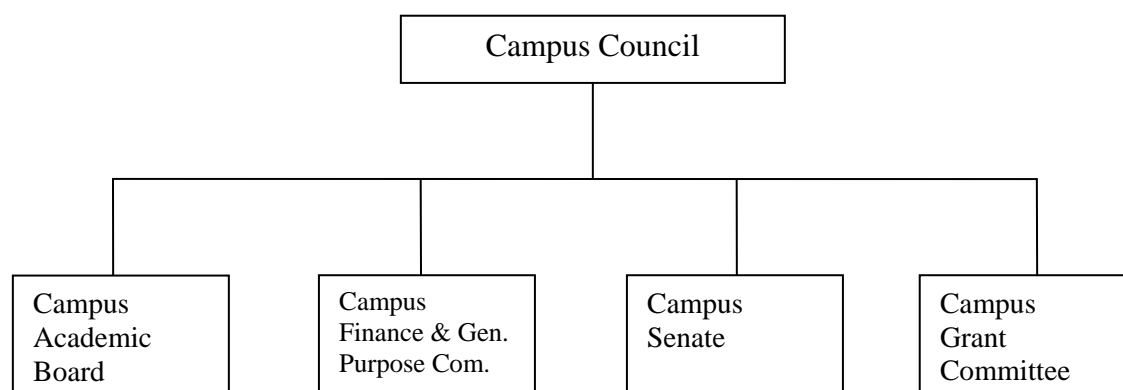 Campus Council
Campus
Academic
Board
Campus
Finance & Gen.
Purpose Com.
Campus
Senate
Campus
Grant
Committee